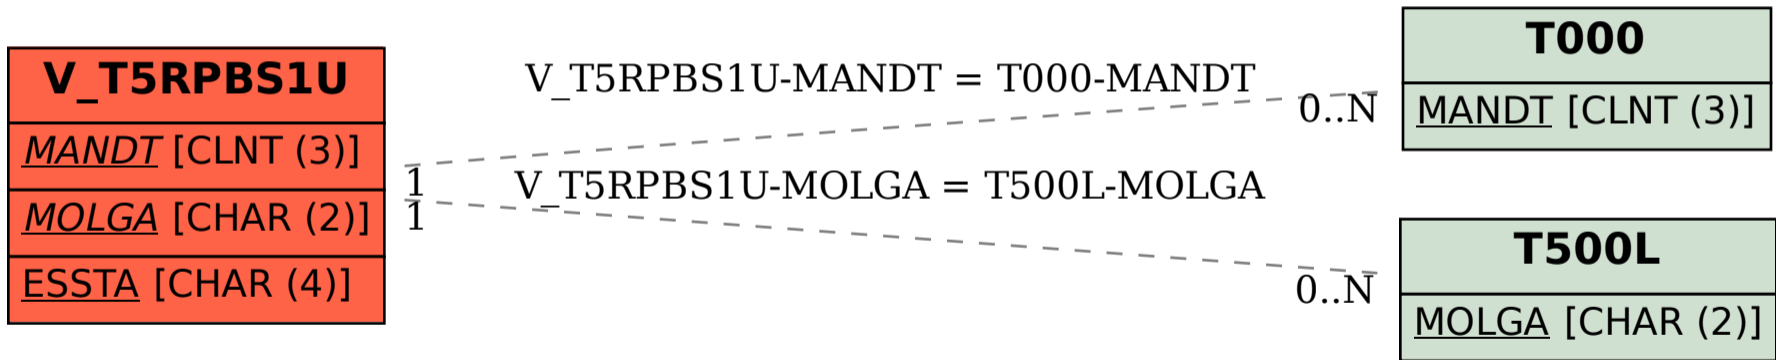 V_T5RPBS1U
MANDT [CLNT (3)]
MOLGA [CHAR (2)]
ESSTA [CHAR (4)]
V_T5RPBS1U-MANDT = T000-MANDT
0..N
1
V_T5RPBS1U-MOLGA = T500L-MOLGA
1
0..N
T000
MANDT [CLNT (3)]
T500L
MOLGA [CHAR (2)]